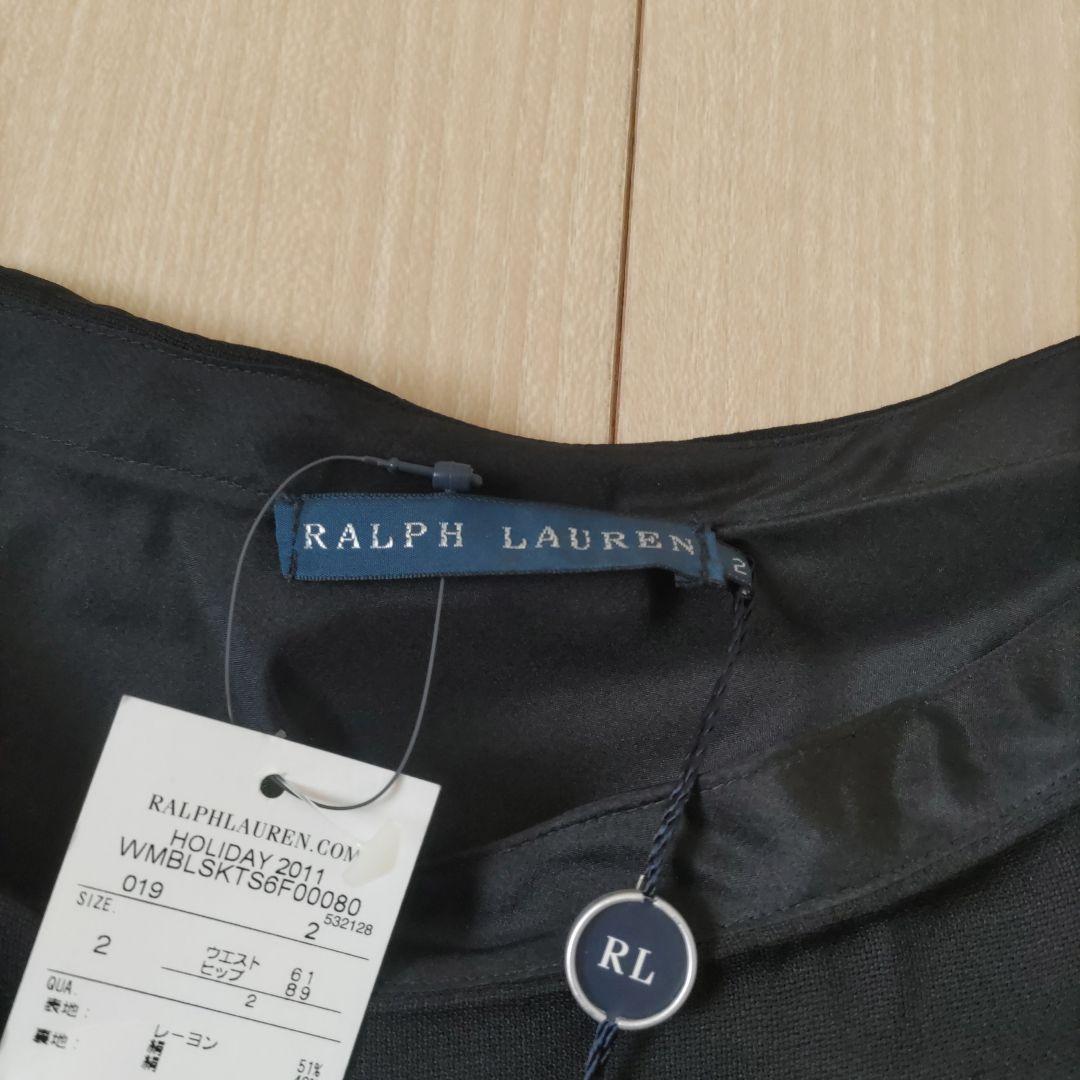 RALPH LAUREN
2
RALPHLAUREN.COM
HOLIDAY 2011
WMBLSKTS6F00080
019 2 532128
SIZE.
2 ウエスト 61
ヒップ 89
2
QUA.
表地: レーヨン 51%
裏地:
RL